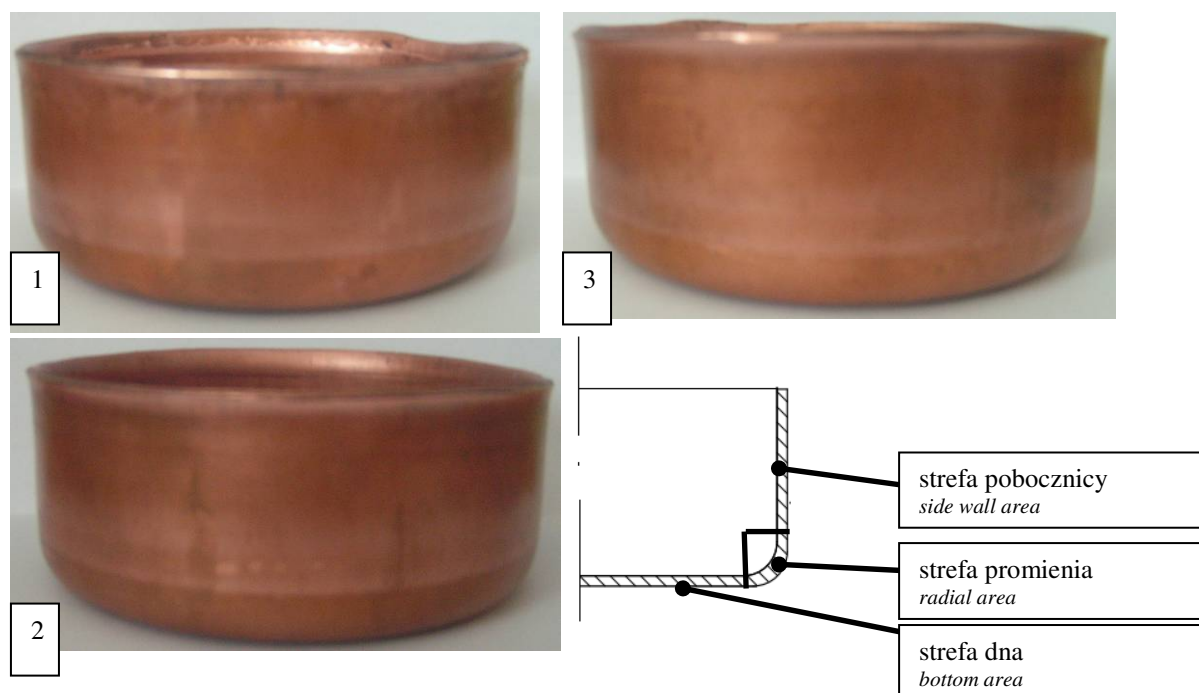 1
3
2
strefa pobocznicy
side wall area
strefa promienia
radial area
strefa dna
bottom area